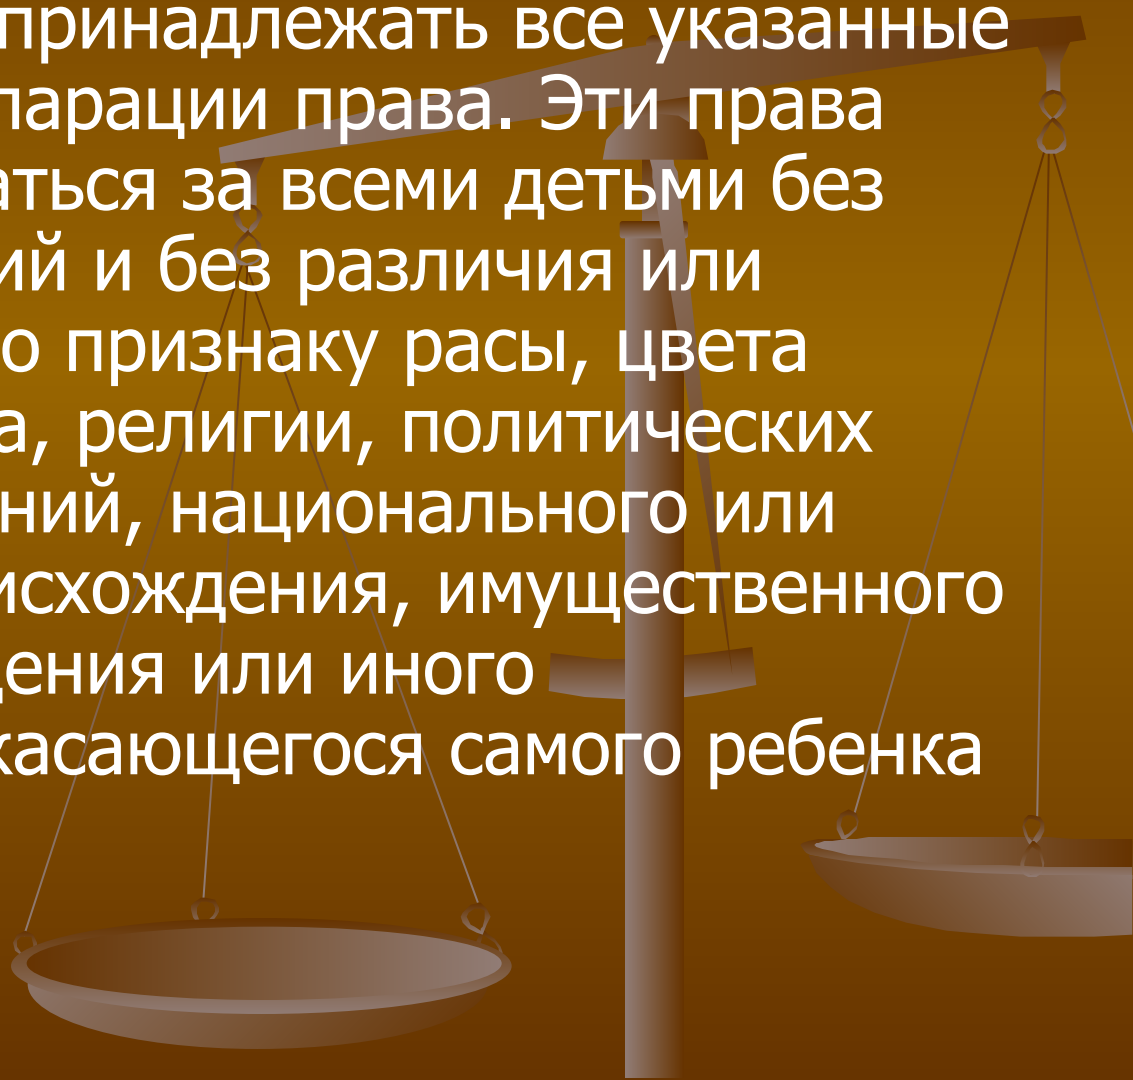 принадлежать все указанные
парации права. Эти права
аться за всеми детьми без
ий и без различия или
о признаку расы, цвета
а, религии, политических
ний, национального или
исхождения, имущественного
дения или иного
касающегося самого ребенка